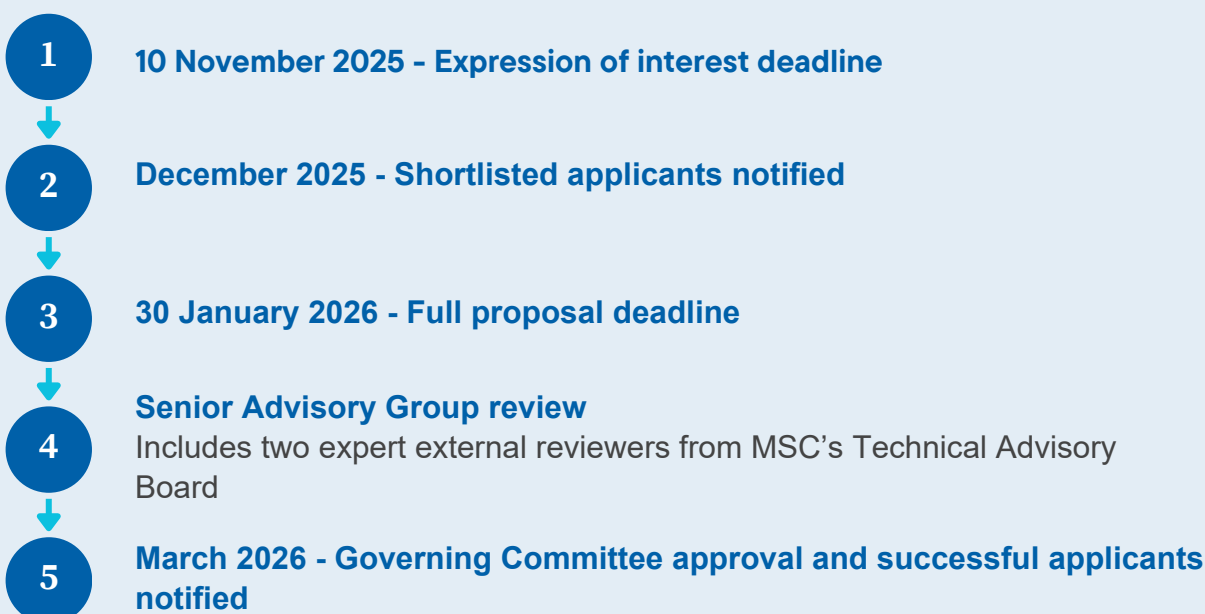 1
10 November 2025 - Expression of interest deadline
2
December 2025 - Shortlisted applicants notified
3
30 January 2026 - Full proposal deadline
4
Senior Advisory Group review
Includes two expert external reviewers from MSC’s Technical Advisory
Board
5
March 2026 - Governing Committee approval and successful applicants
notified